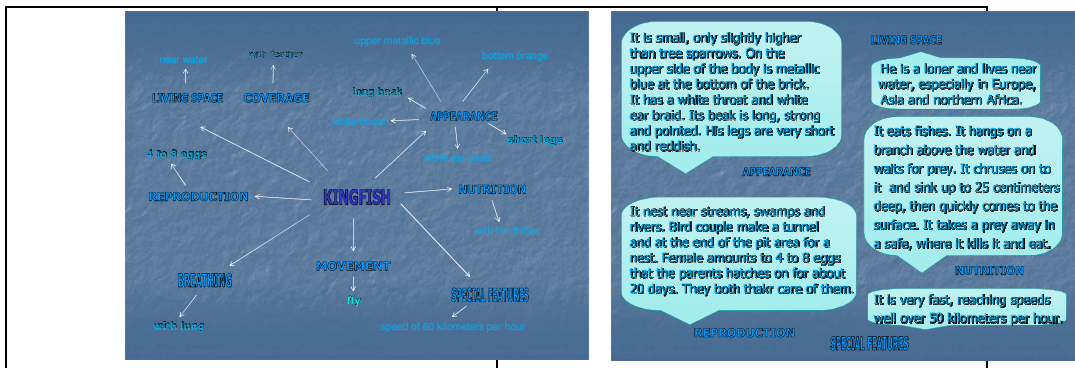 upper metallic blue
near water
with feather
bottom orange
LIVING SPACE
COVERAGE
long beak
APPEARANCE
white throat
short legs
4 to 8 eggs
white ear braid
REPRODUCTION
KINGFISH
NUTRITION
with the fishes
MOVEMENT
BREATHING
fly
SPECIAL FEATURES
with lung
speed of 60 kilometers per hour
It is small, only slightly higher
than tree sparrows. On the
upper side of the body is metallic
blue at the bottom of the brick.
It has a white throat and white
ear braid. Its beak is long, strong
and pointed. His legs are very short
and reddish.
APPEARANCE
It nest near streams, swamps and
rivers. Bird couple make a tunnel
and at the end of the pit area for a
nest. Female amounts to 4 to 8 eggs
that the parents hatches on for about
20 days. They both thakr care of them.
REPRODUCTION
LIVING SPACE
He is a loner and lives near
water, especially in Europe,
Asia and northern Africa.
It eats fishes. It hangs on a
branch above the water and
waits for prey. It chruses on to
it and sink up to 25 centimeters
deep, then quickly comes to the
surface. It takes a prey away in
a safe, where it kills it and eat.
NUTRITION
It is very fast, reaching speeds
well over 50 kilometers per hour.
SPECIAL FEATURES